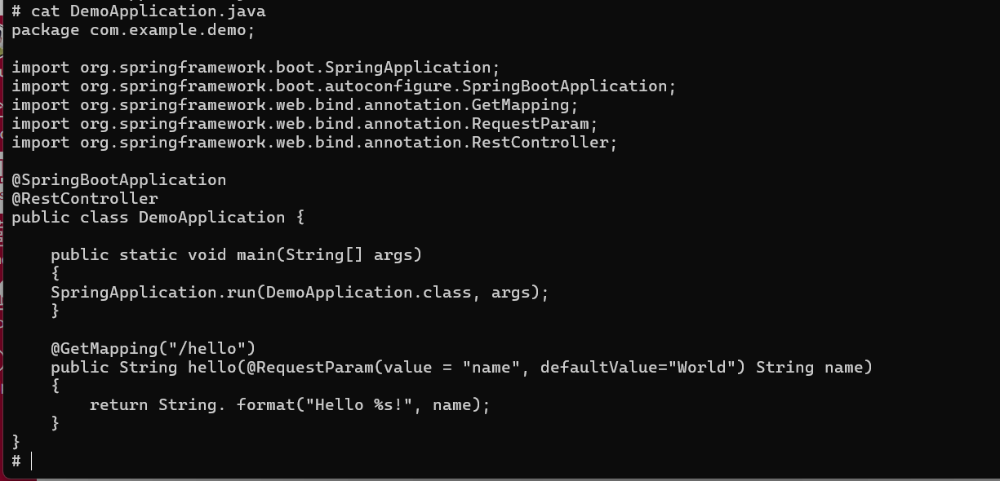 # cat DemoApplication.java
package com.example.demo;

import org.springframework.boot.SpringApplication;
import org.springframework.boot.autoconfigure.SpringBootApplication;
import org.springframework.web.bind.annotation.GetMapping;
import org.springframework.web.bind.annotation.RequestParam;
import org.springframework.web.bind.annotation.RestController;

@SpringBootApplication
@RestController
public class DemoApplication {

    public static void main(String[] args)
    {
    SpringApplication.run(DemoApplication.class, args);
    }

    @GetMapping("/hello")
    public String hello(@RequestParam(value = "name", defaultValue="World") String name)
    {
        return String. format("Hello %s!", name);
    }
}
#